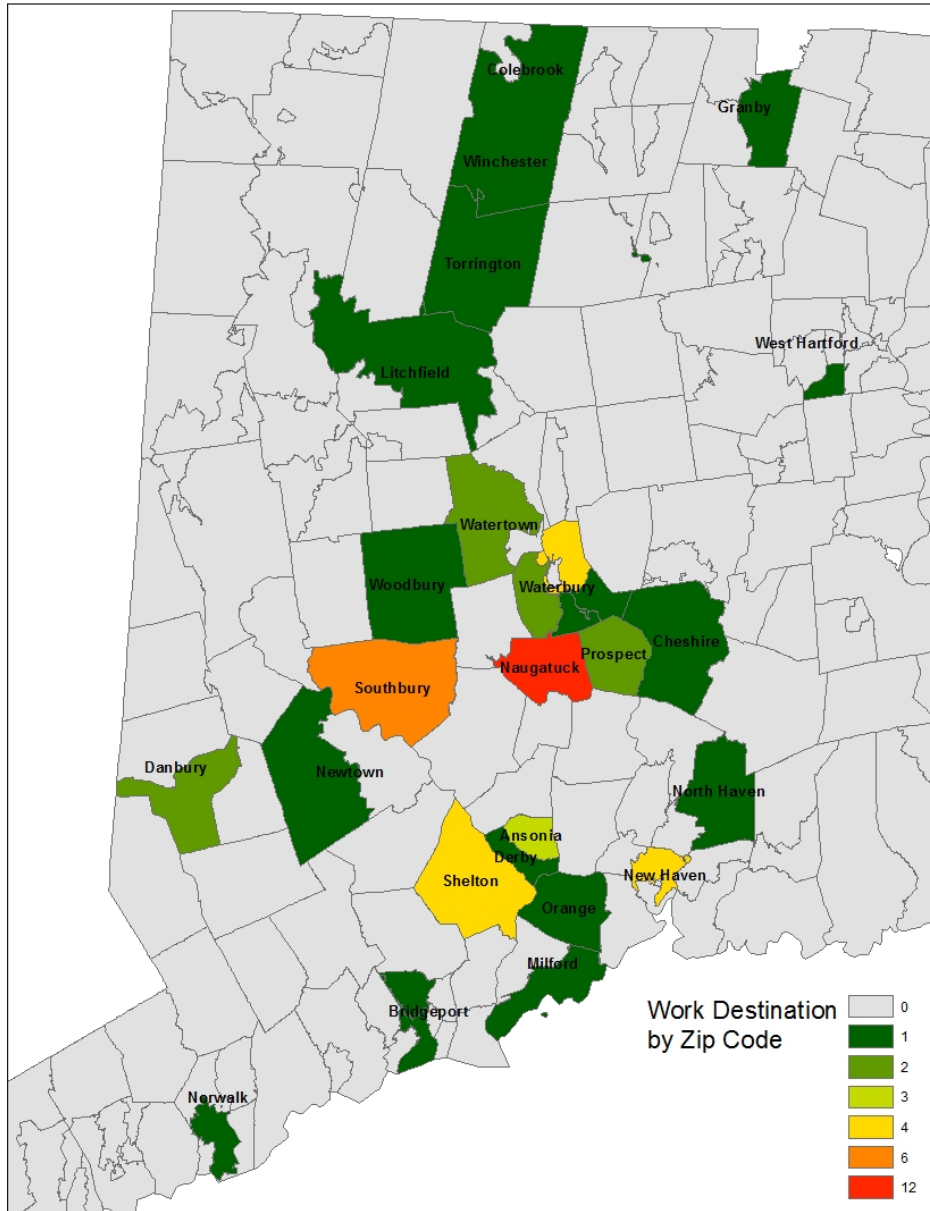 Colebrook
Granby
Winchester
Torrington
West Hartford
Litchfield
Watertown
Woodbury
Waterbury
Cheshire
Prospect
Naugatuck
Southbury
Danbury
Newtown
North Haven
Ansonia
Derby
New Haven
Shelton
Orange
Milford
Bridgeport
Norwalk
Work Destination
by Zip Code
0
1
2
3
4
6
12